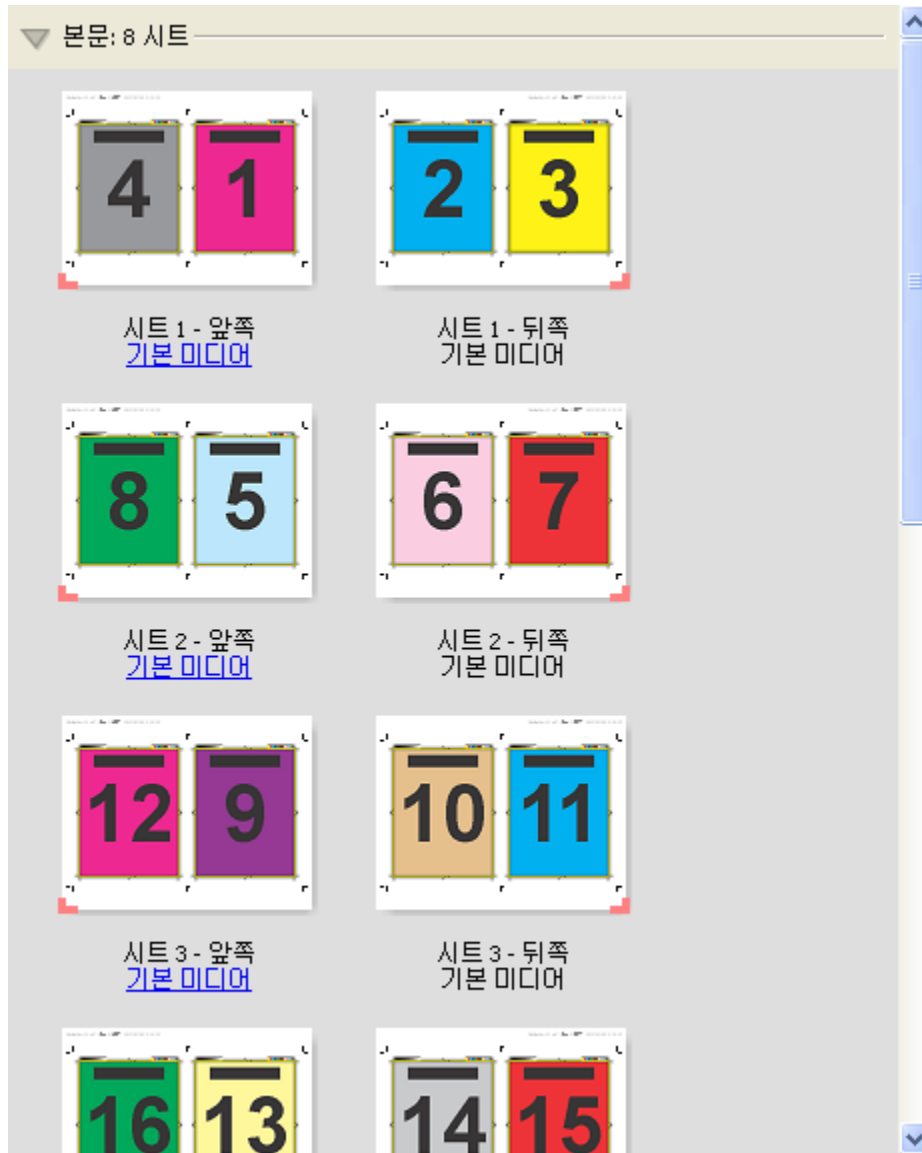 본문: 8 시트
4 1 2 3
시트 1 - 앞쪽 시트 1 - 뒤쪽
기본 미디어 기본 미디어
8 5 6 7
시트 2 - 앞쪽 시트 2 - 뒤쪽
기본 미디어 기본 미디어
12 9 10 11
시트 3 - 앞쪽 시트 3 - 뒤쪽
기본 미디어 기본 미디어
16 13 14 15